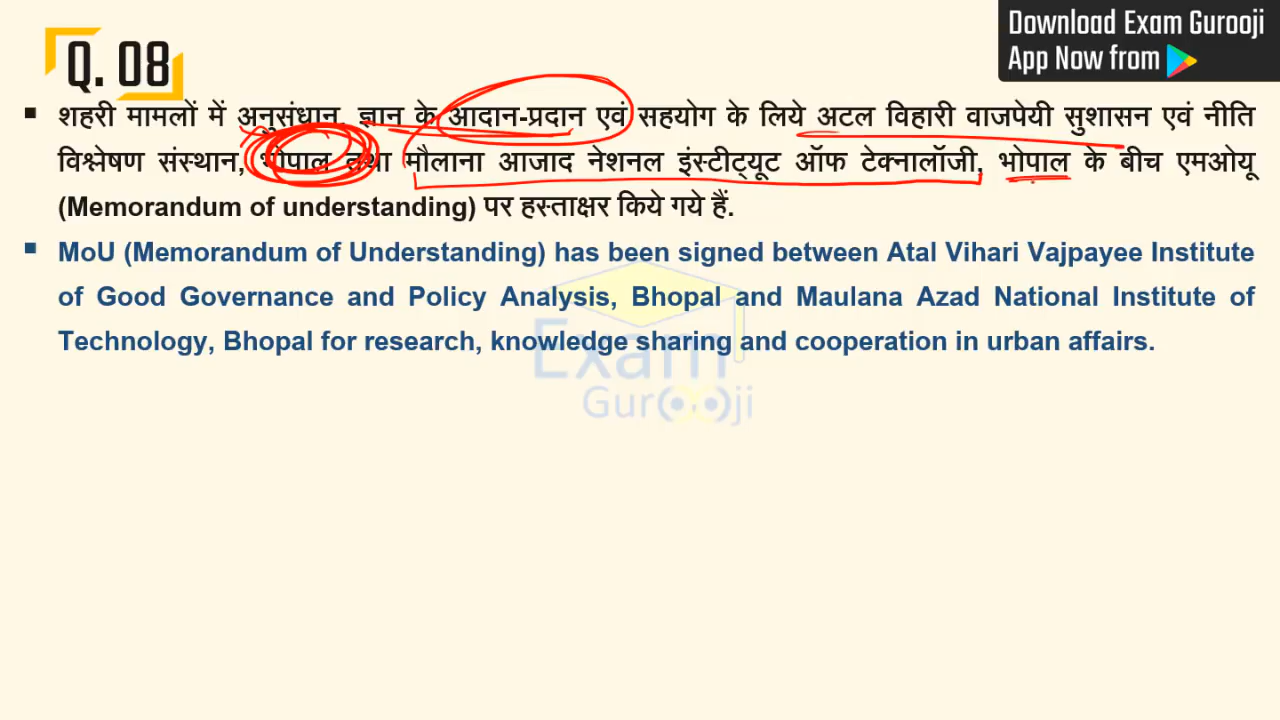 Download Exam Gurooji
App Now from
Q. 08
▪ शहरी मामलों में अनुसंधान, ज्ञान के आदान-प्रदान एवं सहयोग के लिये अटल विहारी वाजपेयी सुशासन एवं नीति
विश्लेषण संस्थान, भोपाल तथा मौलाना आजाद नेशनल इंस्टीट्यूट ऑफ टेक्नालॉजी, भोपाल के बीच एमओयू
(Memorandum of understanding) पर हस्ताक्षर किये गये हैं.
▪ MoU (Memorandum of Understanding) has been signed between Atal Vihari Vajpayee Institute
of Good Governance and Policy Analysis, Bhopal and Maulana Azad National Institute of
Technology, Bhopal for research, knowledge sharing and cooperation in urban affairs.
Exam
Gurooji